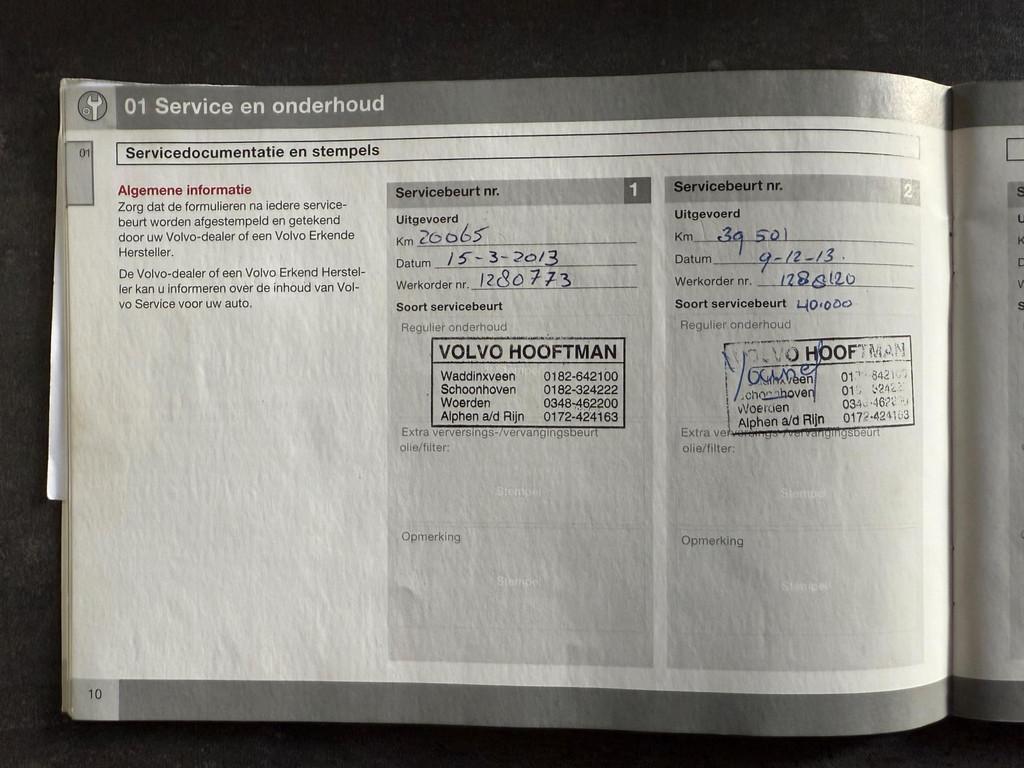 01 Service en onderhoud
01
Servicedocumentatie en stempels
Algemene informatie
Zorg dat de formulieren na iedere service-
beurt worden afgestempeld en getekend
door uw Volvo-dealer of een Volvo Erkende
Hersteller.
De Volvo-dealer of een Volvo Erkend Herstel-
ler kan u informeren over de inhoud van Vol-
vo Service voor uw auto.
Servicebeurt nr. 1
Uitgevoerd
Km 20065
Datum 15-3-2013
Werkorder nr. 1280773
Soort servicebeurt
Regulier onderhoud
VOLVO HOOFTMAN
Waddinxveen 0182-642100
Schoonhoven 0182-324222
Woerden 0348-462200
Alphen a/d Rijn 0172-424163
Extra verversings-/vervangingsbeurt
olie/filter:
Stempel
Opmerking
Stempel
Servicebeurt nr. 2
Uitgevoerd
Km 39 501
Datum 9-12-13.
Werkorder nr.
Soort servicebeurt 40.000
Regulier onderhoud
VOLVO HOOFTMAN
Woerden
Alphen a/d Rijn 0172-424163
Extra verversings-/vervangingsbeurt
olie/filter:
Stempel
Opmerking
Stempel
10